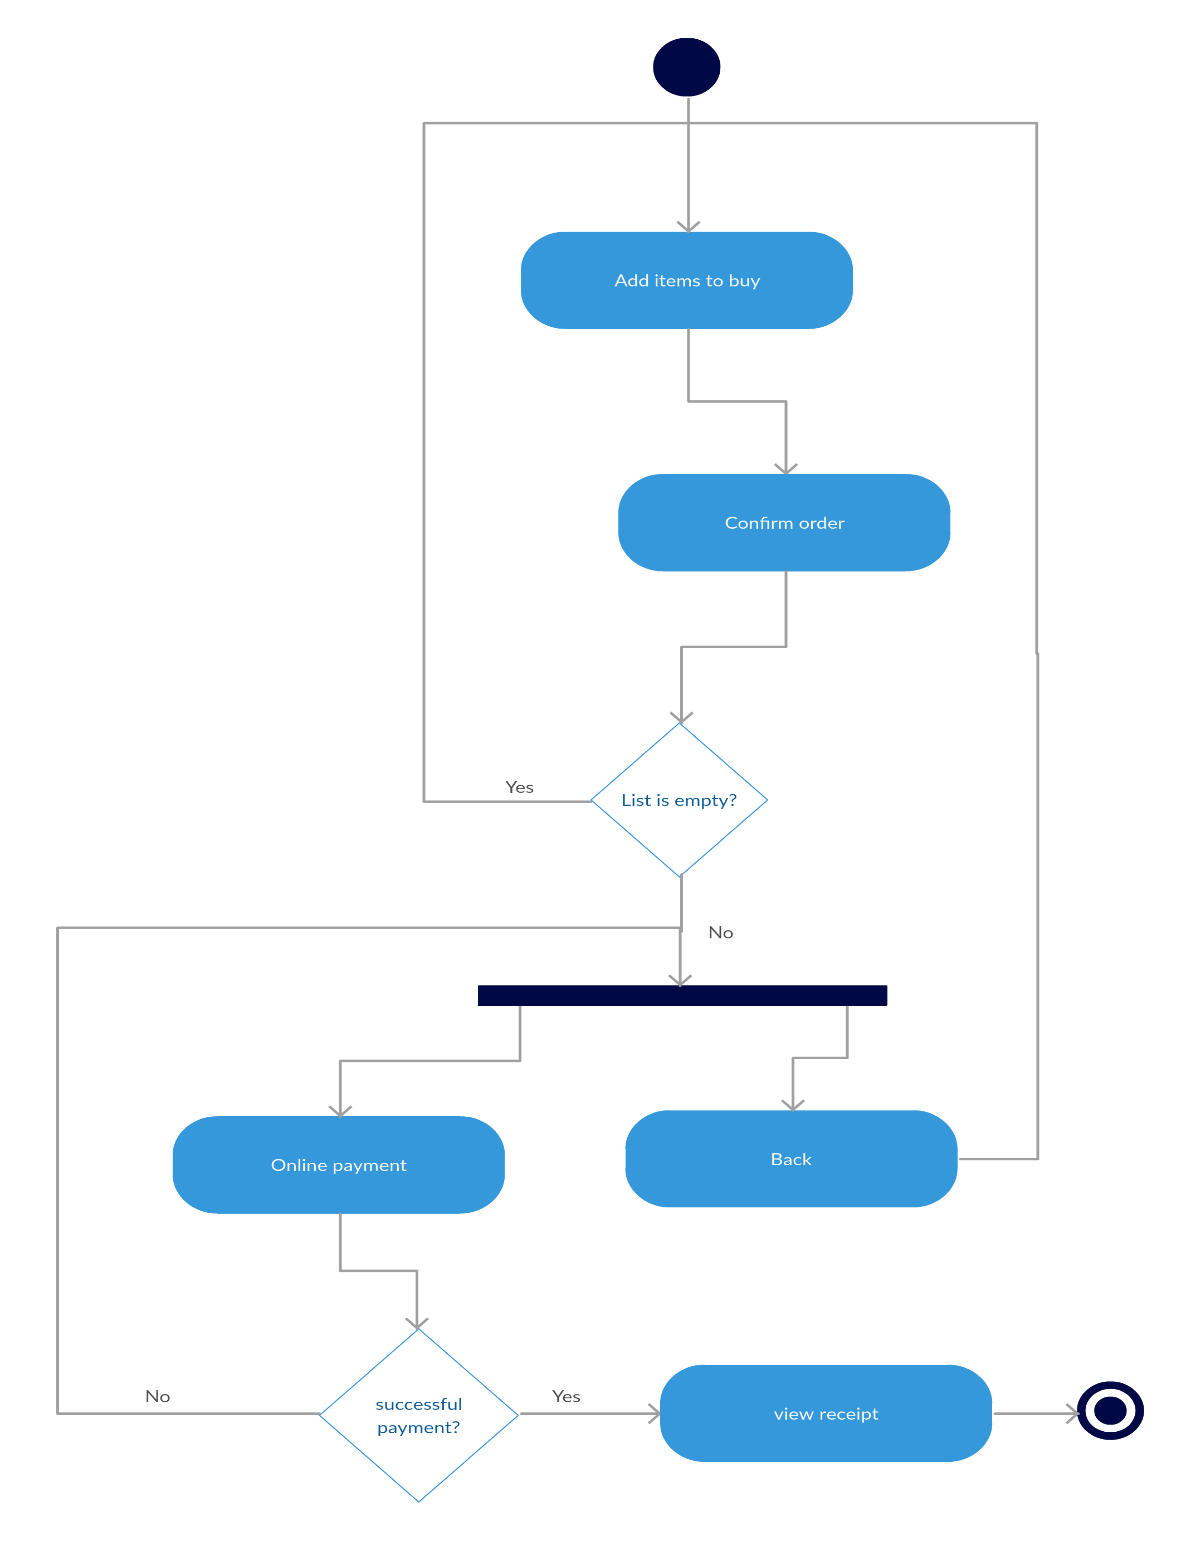 Add items to buy
Confirm order
Yes
List is empty?
No
Online payment
Back
No
successful
payment?
Yes
view receipt